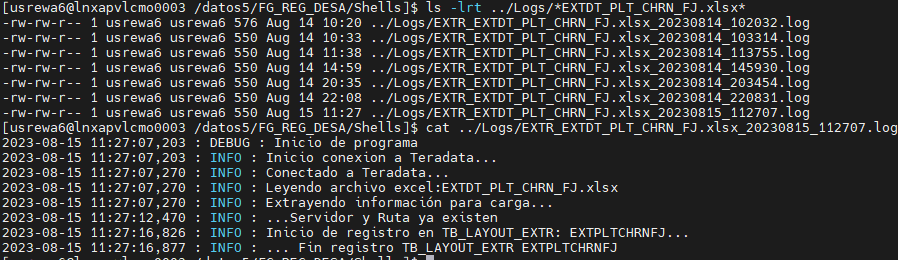 [usrewa6@lnxapvlcmo0003 /datos5/FG_REG_DESA/Shells]$ ls -lrt ../Logs/*EXTDT_PLT_CHRN_FJ.xlsx*
-rw-rw-r-- 1 usrewa6 usrewa6 576 Aug 14 10:20 ../Logs/EXTR_EXTDT_PLT_CHRN_FJ.xlsx_20230814_102032.log
-rw-rw-r-- 1 usrewa6 usrewa6 550 Aug 14 10:33 ../Logs/EXTR_EXTDT_PLT_CHRN_FJ.xlsx_20230814_103314.log
-rw-rw-r-- 1 usrewa6 usrewa6 550 Aug 14 11:38 ../Logs/EXTR_EXTDT_PLT_CHRN_FJ.xlsx_20230814_113755.log
-rw-rw-r-- 1 usrewa6 usrewa6 550 Aug 14 14:59 ../Logs/EXTR_EXTDT_PLT_CHRN_FJ.xlsx_20230814_145930.log
-rw-rw-r-- 1 usrewa6 usrewa6 550 Aug 14 20:35 ../Logs/EXTR_EXTDT_PLT_CHRN_FJ.xlsx_20230814_203454.log
-rw-rw-r-- 1 usrewa6 usrewa6 550 Aug 14 22:08 ../Logs/EXTR_EXTDT_PLT_CHRN_FJ.xlsx_20230814_220831.log
-rw-rw-r-- 1 usrewa6 usrewa6 550 Aug 15 11:27 ../Logs/EXTR_EXTDT_PLT_CHRN_FJ.xlsx_20230815_112707.log
[usrewa6@lnxapvlcmo0003 /datos5/FG_REG_DESA/Shells]$ cat ../Logs/EXTR_EXTDT_PLT_CHRN_FJ.xlsx_20230815_112707.log
2023-08-15 11:27:07,203 : DEBUG : Inicio de programa
2023-08-15 11:27:07,203 : INFO : Inicio conexion a Teradata...
2023-08-15 11:27:07,270 : INFO : Conectado a Teradata...
2023-08-15 11:27:07,270 : INFO : Leyendo archivo excel:EXTDT_PLT_CHRN_FJ.xlsx
2023-08-15 11:27:07,270 : INFO : Extrayendo información para carga...
2023-08-15 11:27:12,470 : INFO : ...Servidor y Ruta ya existen
2023-08-15 11:27:16,826 : INFO : Inicio de registro en TB_LAYOUT_EXTR: EXTPLTCHRNFJ...
2023-08-15 11:27:16,877 : INFO : ... Fin registro TB_LAYOUT_EXTR EXTPLTCHRNFJ